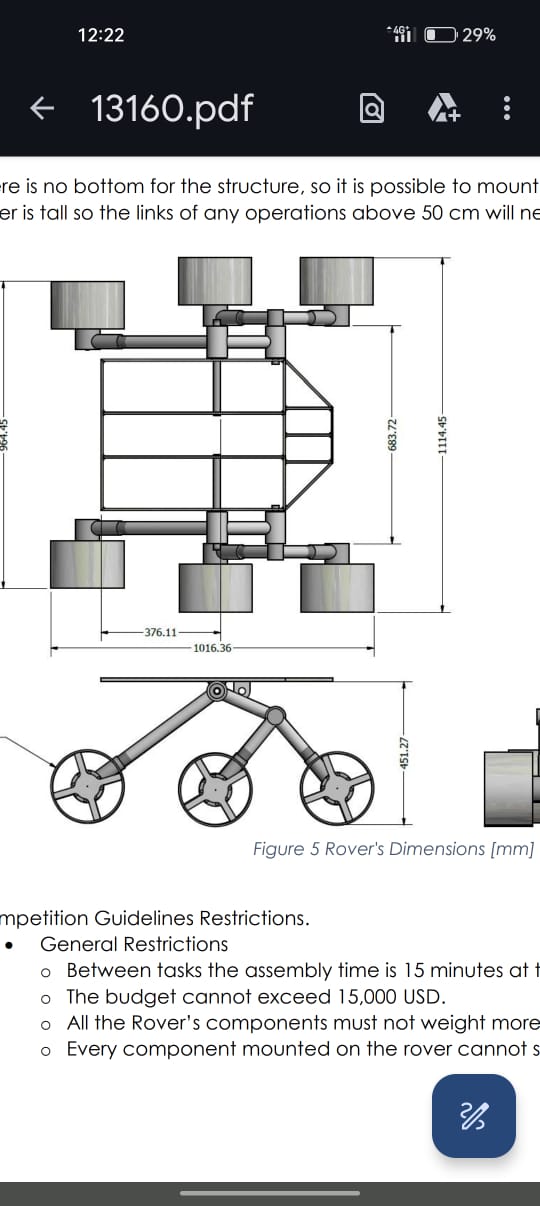 12:22
4G+
29%
13160.pdf
re is no bottom for the structure, so it is possible to mount
er is tall so the links of any operations above 50 cm will ne
964.45
683.72
1114.45
376.11
1016.36
451.27
Figure 5 Rover's Dimensions [mm]
mpetition Guidelines Restrictions.
• General Restrictions
o Between tasks the assembly time is 15 minutes at t
o The budget cannot exceed 15,000 USD.
o All the Rover's components must not weight more
o Every component mounted on the rover cannot s